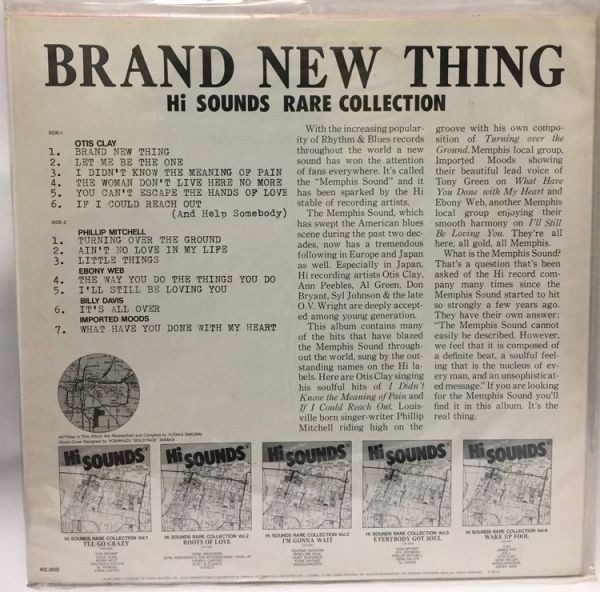 BRAND NEW THING
Hi SOUNDS RARE COLLECTION
SIDE-1
OTIS CLAY
1. BRAND NEW THING
2. LET ME BE THE ONE
3. I DIDN'T KNOW THE MEANING OF PAIN
4. THE WOMAN DON'T LIVE HERE NO MORE
5. YOU CAN'T ESCAPE THE HANDS OF LOVE
6. IF I COULD REACH OUT
(And Help Somebody)
SIDE-2
PHILLIP MITCHELL
1. TURNING OVER THE GROUND
2. AIN'T NO LOVE IN MY LIFE
3. LITTLE THINGS
EBONY WEB
4. THE WAY YOU DO THE THINGS YOU DO
5. I'LL STILL BE LOVING YOU
BILLY DAVIS
6. IT'S ALL OVER
IMPORTED MOODS
7. WHAT HAVE YOU DONE WITH MY HEART
All Titles in This Album Are Researched and Compiled by YUTAKA SAKURAI
Album Cover Designed by YOSHIKAZU "BOLD FACE" TANAKA
With the increasing popular-
ity of Rhythm & Blues records
throughout the world a new
sound has won the attention
of fans everywhere. It's called
the "Memphis Sound" and it
has been sparked by the Hi
stable of recording artists.
The Memphis Sound, which
has swept the American blues
scene during the past two dec-
ades, now has a tremendous
following in Europe and Japan
as well. Especially in Japan,
Hi recording artists Otis Clay,
Ann Peebles, Al Green, Don
Bryant, Syl Johnson & the late
O.V. Wright are deeply accept-
ed among young generation.
This album contains many
of the hits that have blazed
the Memphis Sound through-
out the world, sung by the out-
standing names on the Hi la-
bels. Here are Otis Clay singing
his soulful hits of I Didn't
Know the Meaning of Pain and
If I Could Reach Out. Louis-
ville born singer-writer Phillip
Mitchell riding high on the
groove with his own compo-
sition of Turning over the
Ground. Memphis local group,
Imported Moods showing
their beautiful lead voice of
Tony Green on What Have
You Done with My Heart and
Ebony Web, another Memphis
local group enjoying their
smooth harmony on I'll Still
Be Loving You. They're all
here, all gold, all Memphis.
What is the Memphis Sound?
That's a question that's been
asked of the Hi record com-
pany many times since the
Memphis Sound started to hit
so strongly a few years ago.
They have their own answer:
"The Memphis Sound cannot
easily be described. However,
we feel that it is composed of
a definite beat, a soulful feel-
ing that is the nucleus of ev-
ery man, and an unsophisticat-
ed message." If you are looking
for the Memphis Sound you'll
find it in this album. It's the
real thing.
Hi SOUNDS
Hi SOUNDS
Hi SOUNDS
Hi SOUNDS
Hi SOUNDS
Hi SOUNDS RARE COLLECTION Vol.1
I'LL GO CRAZY
Hi SOUNDS RARE COLLECTION Vol.2
ROOTS OF LOVE
Hi SOUNDS RARE COLLECTION Vol.3
I'M GONNA WAIT
Hi SOUNDS RARE COLLECTION Vol.5
EVERYBODY GOT SOUL
Hi SOUNDS RARE COLLECTION Vol.6
WAKE UP FOOL
¥2,000